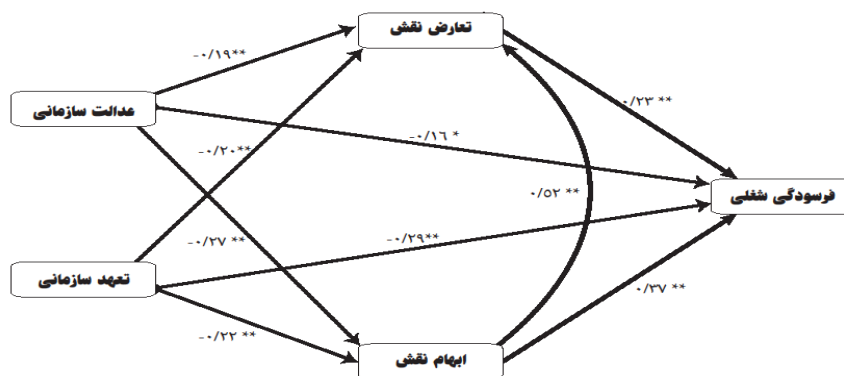 تعارض نقش
-۰/۱۹**
عدالت سازمانی
۰/۲۳ **
-۰/۱۶ *
-۰/۲۰**
فرسودگی شغلی
۰/۵۲ **
-۰/۲۷ **
-۰/۲۹**
تعهد سازمانی
۰/۳۷ **
-۰/۲۲ **
ابهام نقش